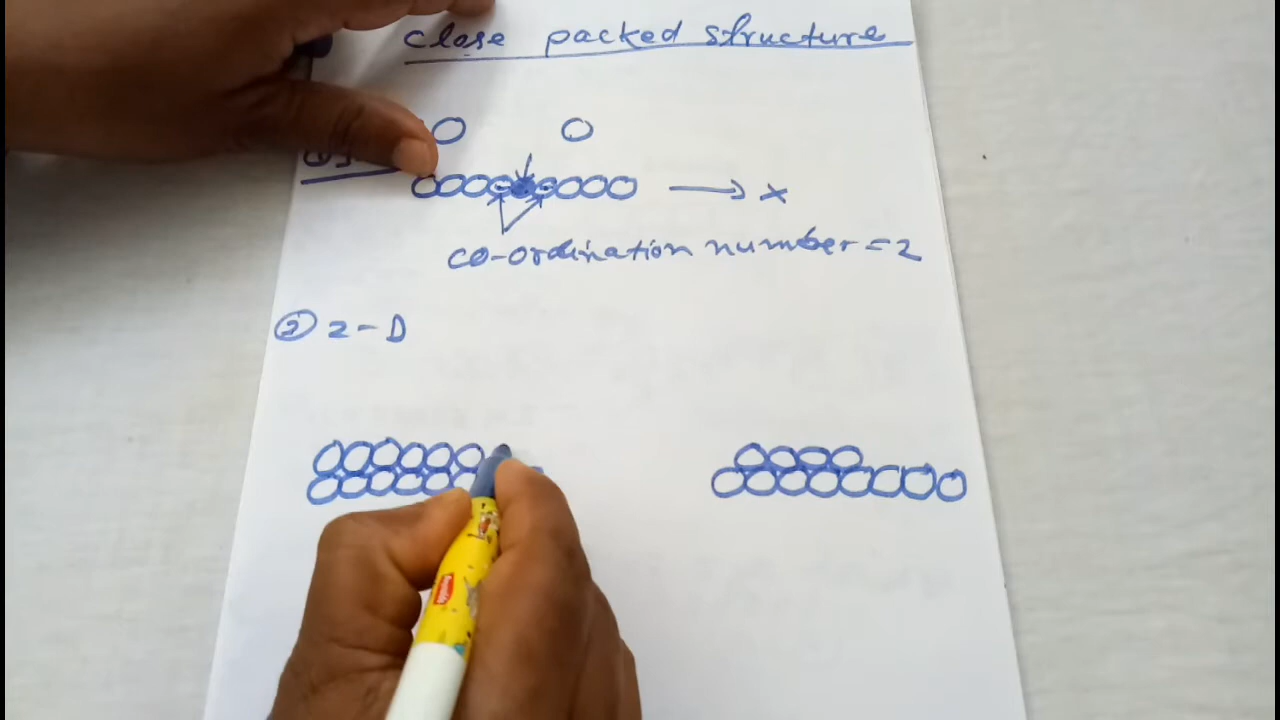 close packed structure
→ x
co-ordination number = 2
② 2-D